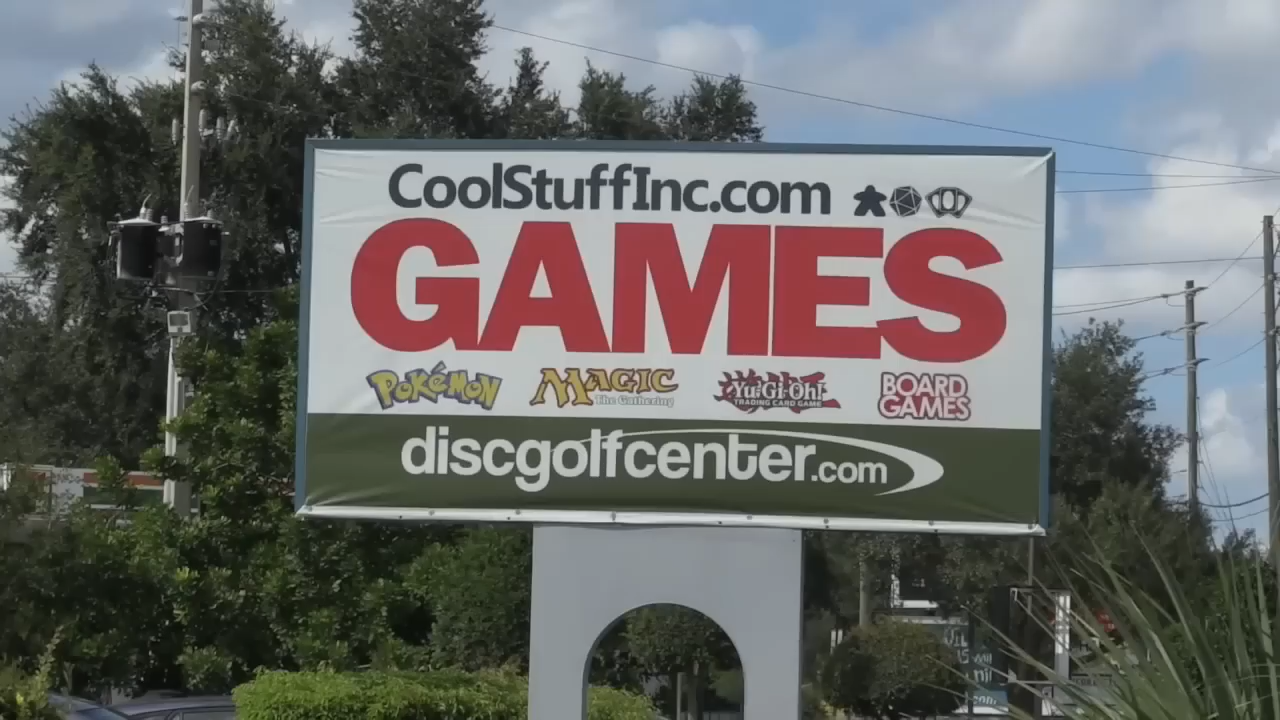 CoolStuffInc.com
GAMES
POKéMON
MAGIC
The Gathering
Yu-Gi-Oh!
TRADING CARD GAME
BOARD
GAMES
discgolfcenter.com